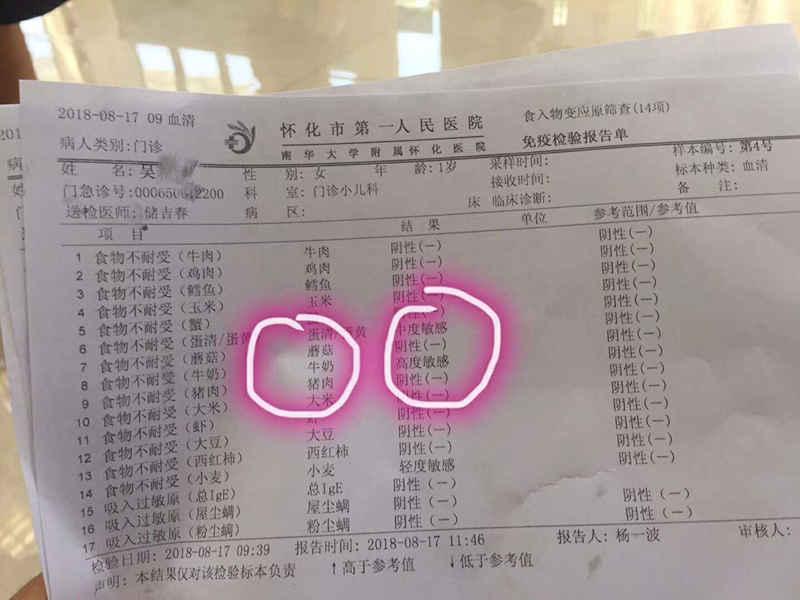 2018-08-17 09 血清
怀化市第一人民医院
食入物变应原筛查(14项)
病人类别: 门诊
南华大学附属怀化医院
免疫检验报告单
样本编号: 第4号
姓 名: 吴
性 别: 女
年 龄: 1岁
采样时间:
标本种类: 血清
门急诊号: 2200
科 室: 门诊小儿科
接收时间:
备 注:
送检医师: 储吉春
病 区:
床 临床诊断:
项 目 结 果 单位 参考范围/参考值
1 食物不耐受（牛肉） 牛肉 阴性(一) 阴性(一)
2 食物不耐受（鸡肉） 鸡肉 阴性(一) 阴性(一)
3 食物不耐受（鳕鱼） 鳕鱼 阴性(一) 阴性(一)
4 食物不耐受（玉米） 玉米 阴性(一) 阴性(一)
5 食物不耐受（蟹） 阴性(一)
6 食物不耐受（蛋清/蛋黄 蛋清/蛋黄 中度敏感 阴性(一)
7 食物不耐受（蘑菇） 蘑菇 阴性(一) 阴性(一)
8 食物不耐受（牛奶） 牛奶 高度敏感 阴性(一)
9 食物不耐受（猪肉） 猪肉 阴性(一) 阴性(一)
10 食物不耐受（大米） 大米 阴性(一) 阴性(一)
11 食物不耐受（虾） 虾 阴性(一) 阴性(一)
12 食物不耐受（大豆） 大豆 阴性(一) 阴性(一)
13 食物不耐受（西红柿） 西红柿 阴性(一) 阴性(一)
14 食物不耐受（小麦） 小麦 轻度敏感 阴性(一)
15 吸入过敏原（总IgE） 总IgE 阴性(一)
16 吸入过敏原（屋尘螨） 屋尘螨 阴性(一) 阴性(一)
17 吸入过敏原（粉尘螨） 粉尘螨 阴性(一) 阴性(一)
检验日期: 2018-08-17 09:39 报告时间: 2018-08-17 11:46 报告人: 杨一波 审核人:
声明: 本结果仅对该检验标本负责 ↑高于参考值 ↓低于参考值